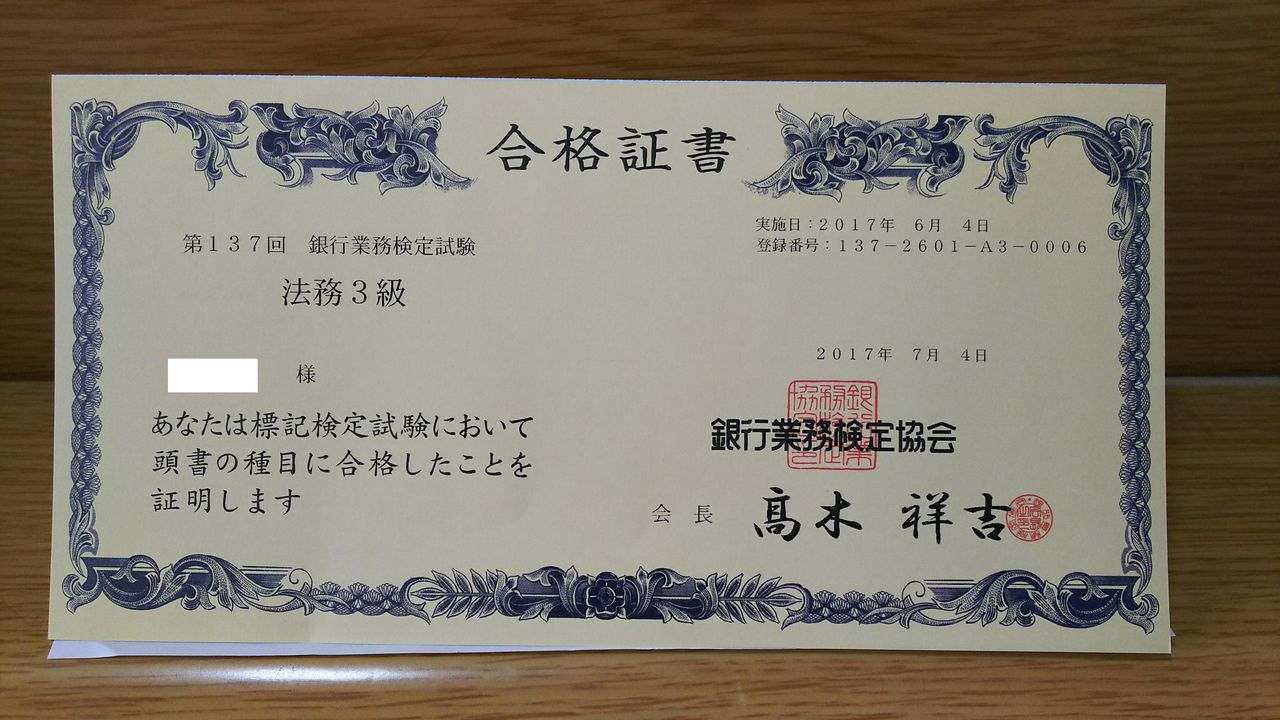 合格証書
実施日：２０１７年　６月　４日
登録番号：１３７－２６０１－Ａ３－０００６
第１３７回　銀行業務検定試験
法務３級
２０１７年　７月　４日
様
あなたは標記検定試験において
頭書の種目に合格したことを
証明します
銀行業務検定協会
会長　髙木　祥吉